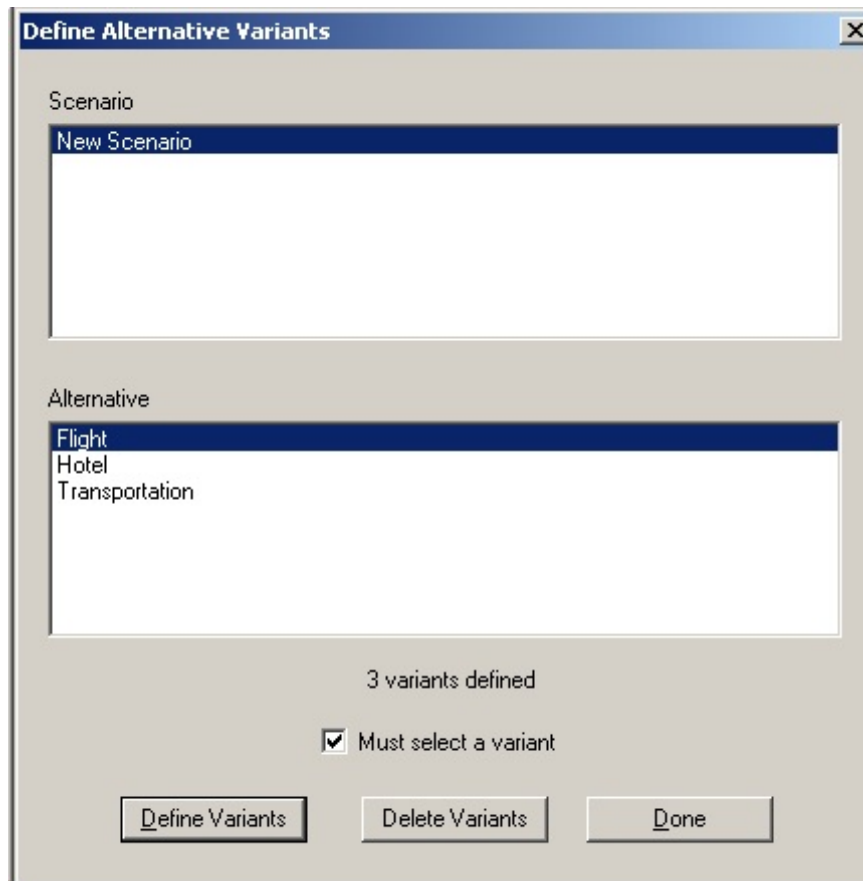 Define Alternative Variants
Scenario
New Scenario
Alternative
Flight
Hotel
Transportation
3 variants defined
Must select a variant
Define Variants Delete Variants Done